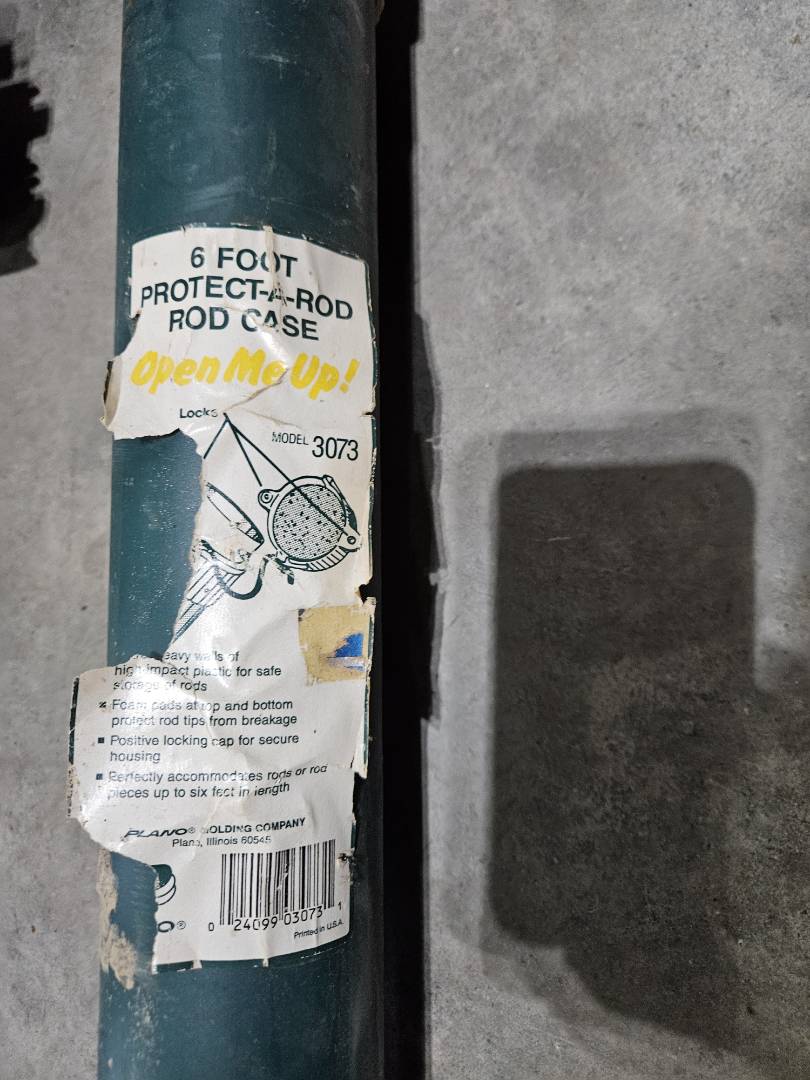 6 FOOT
PROTECT-A-ROD
ROD CASE
Open Me Up!
Locks
MODEL 3073
heavy walls of
high-impact plastic for safe
storage of rods
Foam pads at top and bottom
protect rod tips from breakage
Positive locking cap for secure
housing
Perfectly accommodates rods or rod
pieces up to six feet in length
PLANO® MOLDING COMPANY
Plano, Illinois 60545
O®
0 24099 03073 1
Printed in U.S.A.